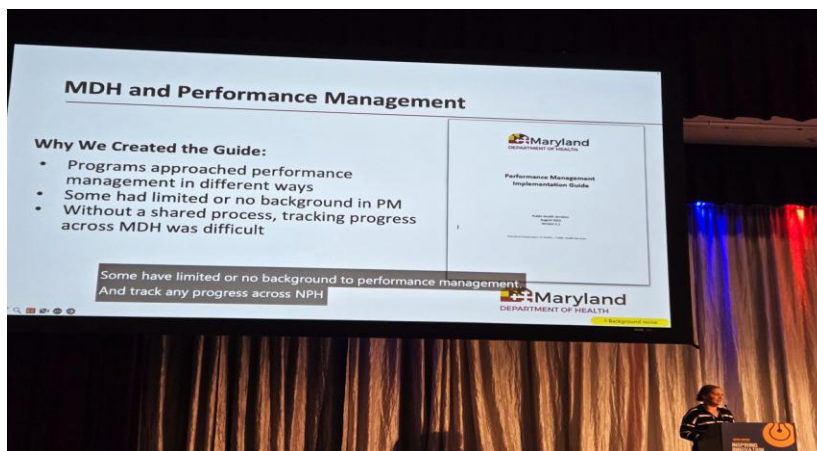 MDH and Performance Management
Why We Created the Guide:
• Programs approached performance
management in different ways
• Some had limited or no background in PM
• Without a shared process, tracking progress
across MDH was difficult
Maryland
DEPARTMENT OF HEALTH
Performance Management
Implementation Guide
Some have limited or no background to performance management.
And track any progress across NPH
Maryland
DEPARTMENT OF HEALTH
Background noise
INSPIRING
INNOVATION